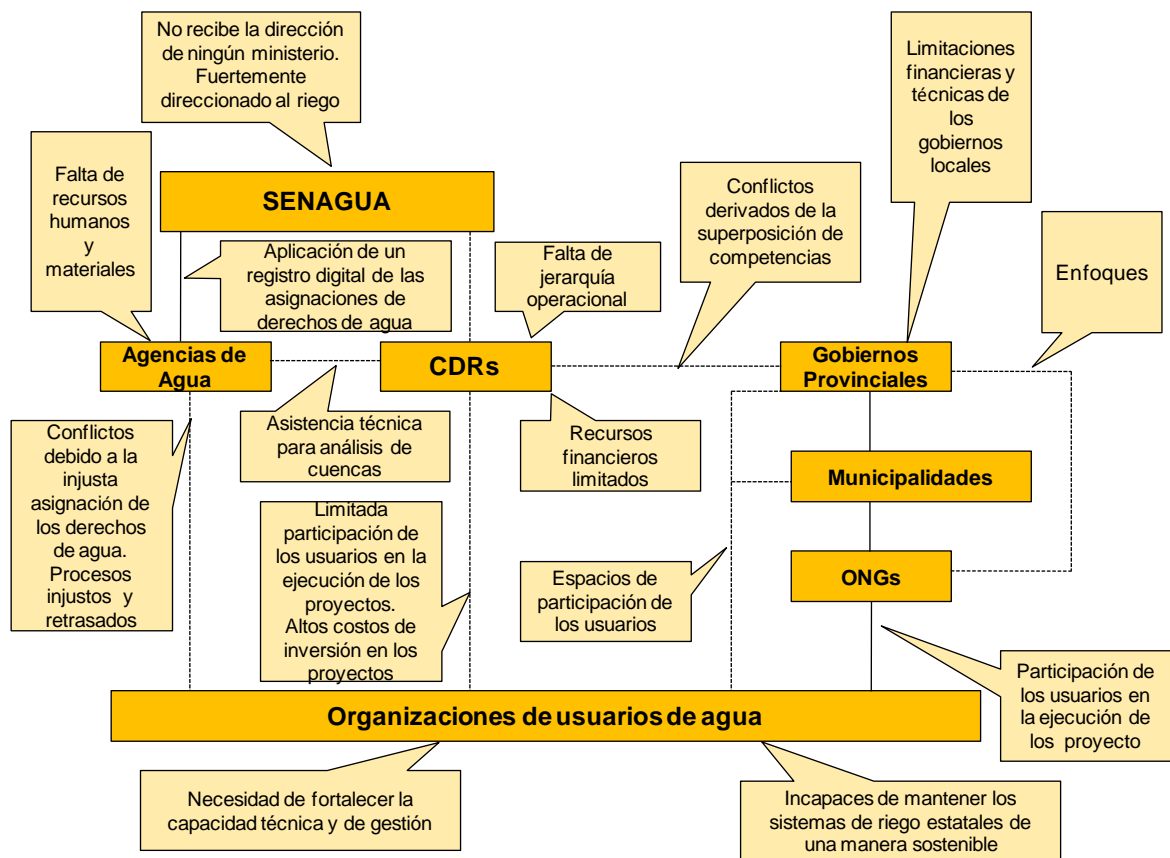 No recibe la dirección
de ningún ministerio.
Fuertemente
direccionado al riego
Limitaciones
financieras y
técnicas de
los
gobiernos
locales
Falta de
recursos
humanos
y
materiales
SENAGUA
Conflictos
derivados de la
superposición de
competencias
Enfoques
Aplicación de un
registro digital de las
asignaciones de
derechos de agua
Falta de
jerarquía
operacional
Agencias de
Agua
CDRs
Gobiernos
Provinciales
Conflictos
debido a la
injusta
asignación de
los derechos
de agua.
Procesos
injustos y
retrasados
Asistencia técnica
para análisis de
cuencas
Recursos
financieros
limitados
Municipalidades
Limitada
participación de
los usuarios en la
ejecución de los
proyectos.
Altos costos de
inversión en los
proyectos
Espacios de
participación de
los usuarios
ONGs
Participación de
los usuarios en
la ejecución de
los proyecto
Organizaciones de usuarios de agua
Necesidad de fortalecer la
capacidad técnica y de gestión
Incapaces de mantener los
sistemas de riego estatales de
una manera sostenible